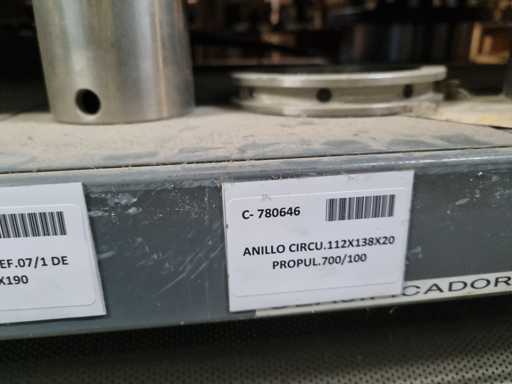 EF.07/1 DE
X190
C- 780646
ANILLO CIRCU.112X138X20
PROPUL.700/100
CADOR